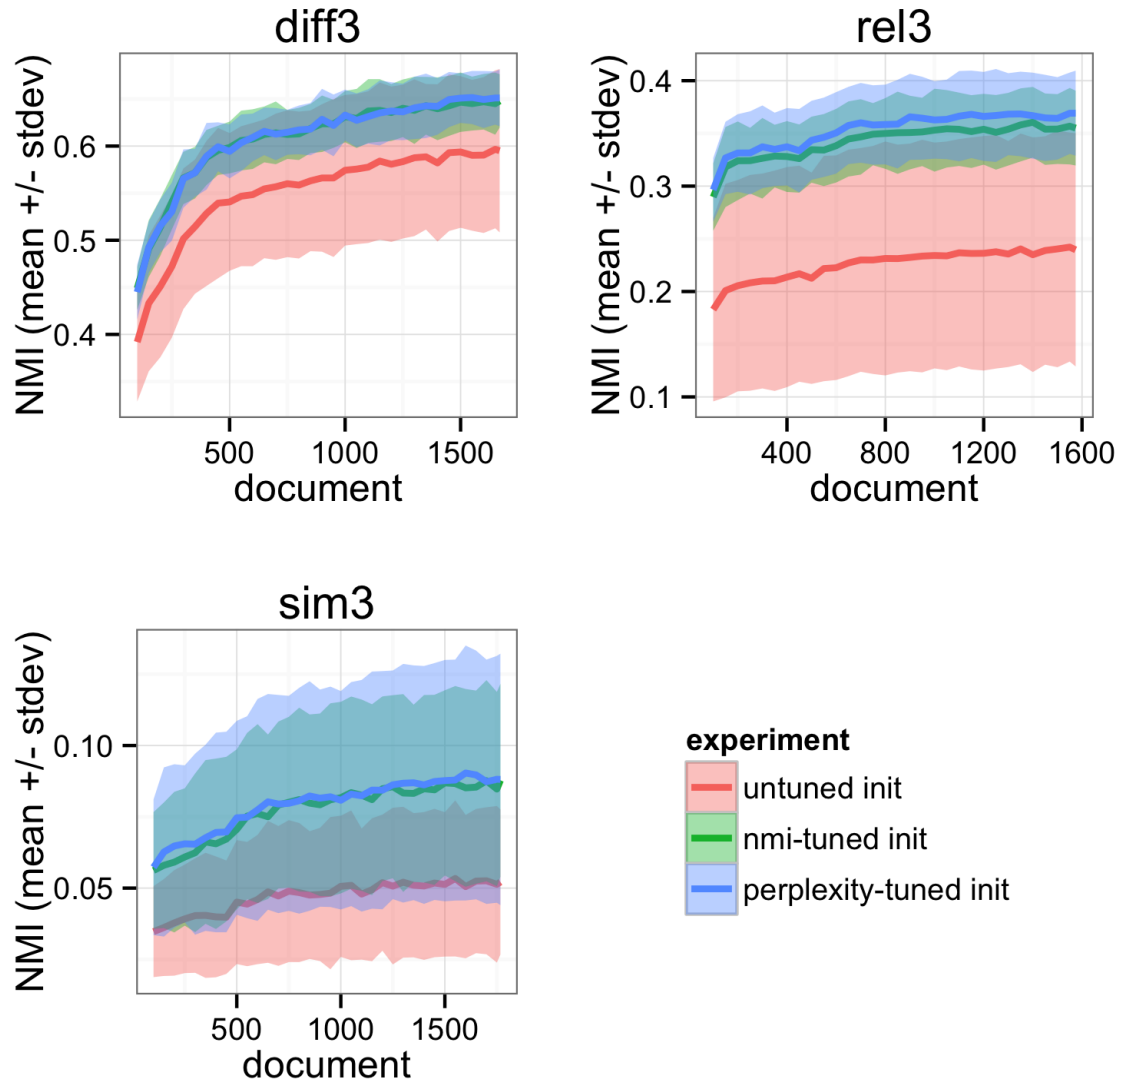 diff3
NMI (mean +/- stdev)
0.6
0.5
0.4
500 1000 1500
document
rel3
NMI (mean +/- stdev)
0.4
0.3
0.2
0.1
400 800 1200 1600
document
sim3
NMI (mean +/- stdev)
0.10
0.05
500 1000 1500
document
experiment
untuned init
nmi-tuned init
perplexity-tuned init